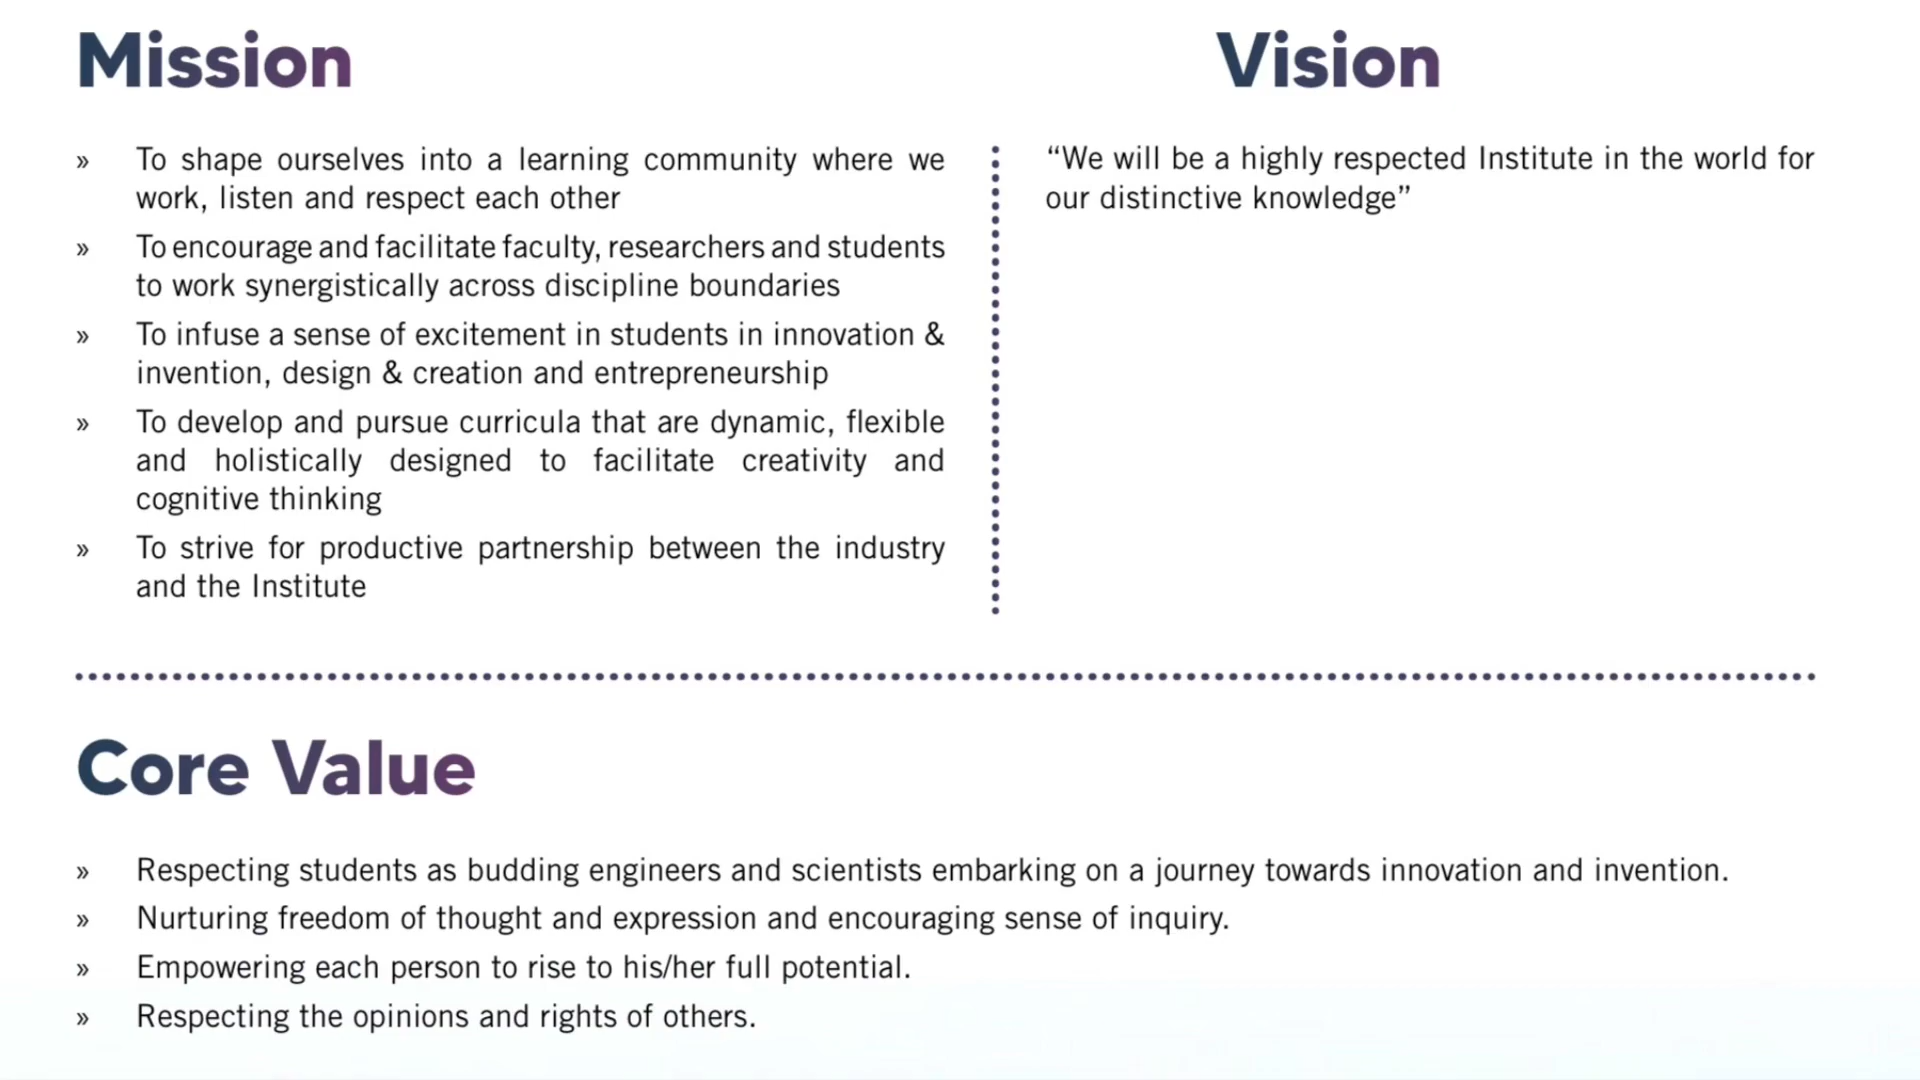 Mission
» To shape ourselves into a learning community where we
work, listen and respect each other
» To encourage and facilitate faculty, researchers and students
to work synergistically across discipline boundaries
» To infuse a sense of excitement in students in innovation &
invention, design & creation and entrepreneurship
» To develop and pursue curricula that are dynamic, flexible
and holistically designed to facilitate creativity and
cognitive thinking
» To strive for productive partnership between the industry
and the Institute
Vision
“We will be a highly respected Institute in the world for
our distinctive knowledge”
Core Value
» Respecting students as budding engineers and scientists embarking on a journey towards innovation and invention.
» Nurturing freedom of thought and expression and encouraging sense of inquiry.
» Empowering each person to rise to his/her full potential.
» Respecting the opinions and rights of others.